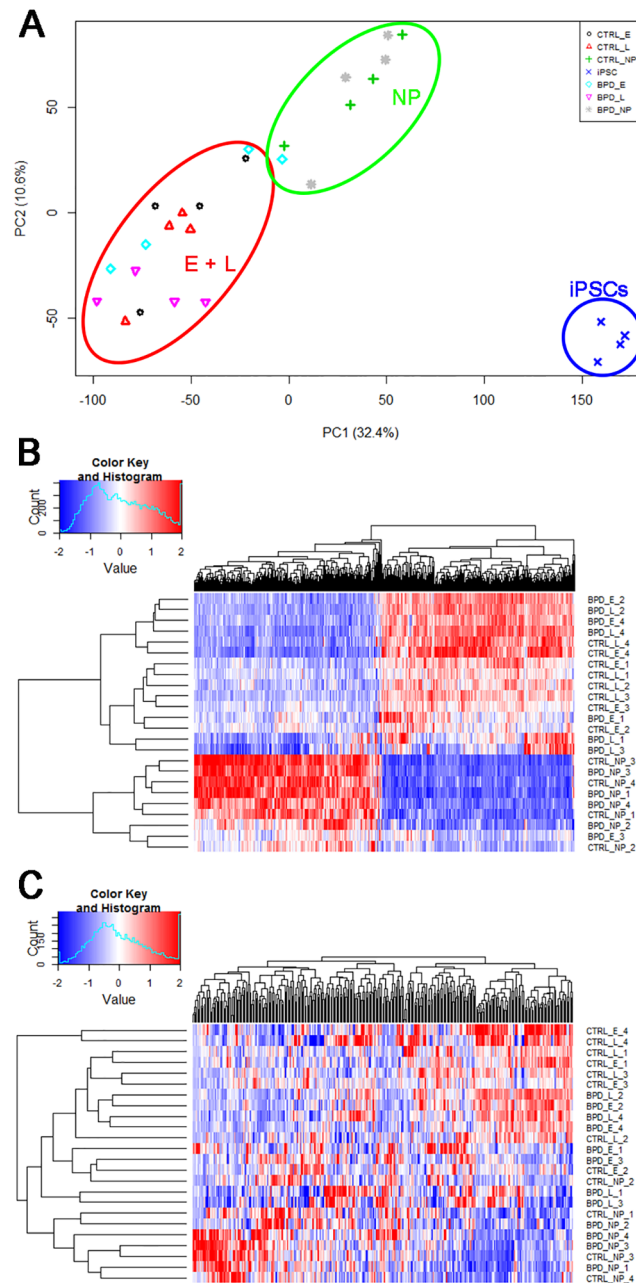 A
CTRL_E
CTRL_L
CTRL_NP
iPSC
BPD_E
BPD_L
BPD_NP
NP
E + L
iPSCs
PC2 (10.6%)
50
0
-50
-100
-50
0
50
100
150
PC1 (32.4%)
B
Color Key
and Histogram
Count
0 200
-2 -1 0 1 2
Value
BPD_E_2
BPD_L_2
BPD_E_4
BPD_L_4
CTRL_L_4
CTRL_E_4
CTRL_E_1
CTRL_L_1
CTRL_L_2
CTRL_L_3
CTRL_E_3
BPD_E_1
CTRL_E_2
BPD_L_1
BPD_L_3
CTRL_NP_3
BPD_NP_3
CTRL_NP_4
BPD_NP_1
BPD_NP_4
CTRL_NP_1
BPD_NP_2
BPD_E_3
CTRL_NP_2
C
Color Key
and Histogram
Count
0 150
-2 -1 0 1 2
Value
CTRL_E_4
CTRL_L_4
CTRL_L_1
CTRL_E_1
CTRL_L_3
CTRL_E_3
BPD_L_2
BPD_E_2
BPD_L_4
BPD_E_4
CTRL_L_2
BPD_E_1
BPD_E_3
CTRL_E_2
CTRL_NP_2
BPD_L_1
BPD_L_3
CTRL_NP_1
BPD_NP_2
BPD_NP_4
BPD_NP_3
CTRL_NP_3
BPD_NP_1
CTRL_NP_4